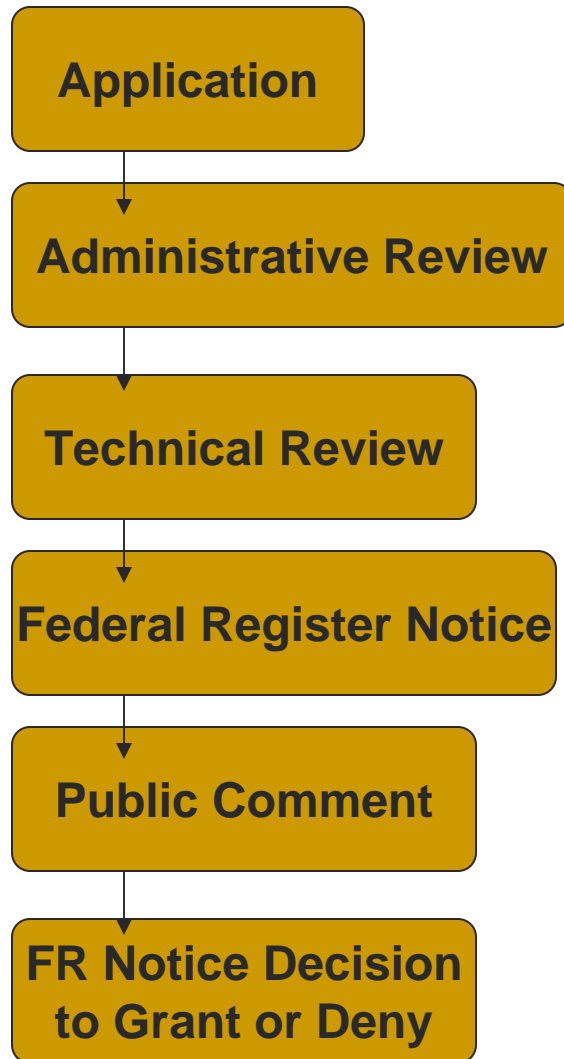 Application
Administrative Review
Technical Review
Federal Register Notice
Public Comment
FR Notice Decision
to Grant or Deny